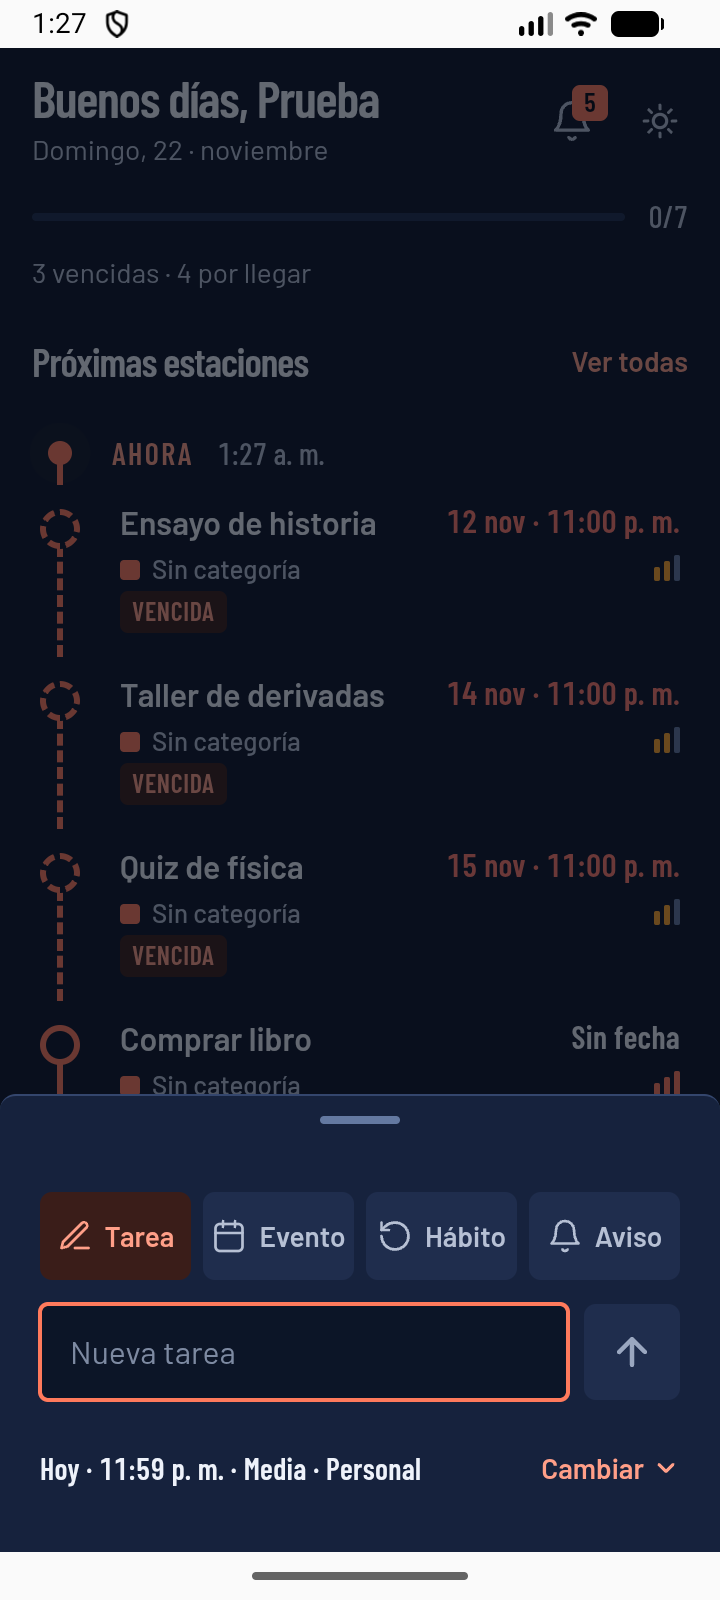 1:27
Buenos días, Prueba
5
Domingo, 22 · noviembre
0/7
3 vencidas · 4 por llegar
Próximas estaciones
Ver todas
AHORA 1:27 a. m.
Ensayo de historia
12 nov · 11:00 p. m.
Sin categoría
VENCIDA
Taller de derivadas
14 nov · 11:00 p. m.
Sin categoría
VENCIDA
Quiz de física
15 nov · 11:00 p. m.
Sin categoría
VENCIDA
Comprar libro
Sin fecha
Sin categoría
Tarea Evento Hábito Aviso
Nueva tarea
Hoy · 11:59 p. m. · Media · Personal
Cambiar